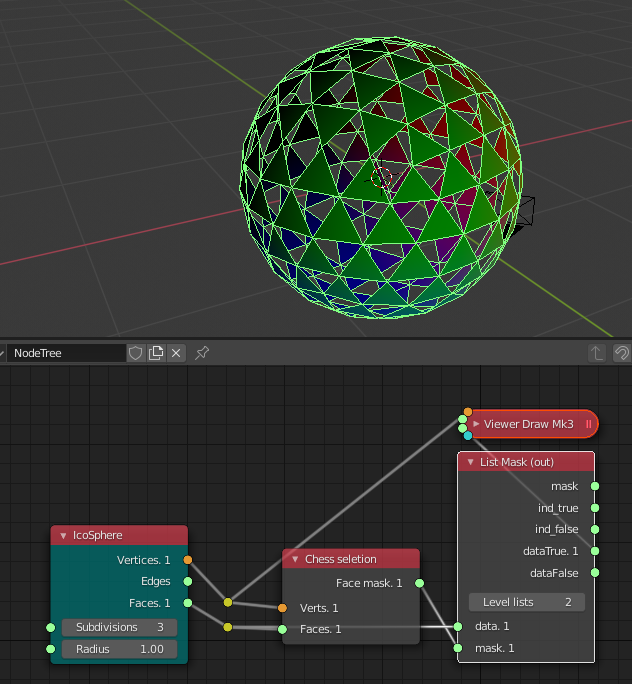 NodeTree
Viewer Draw Mk3
List Mask (out)
mask
ind_true
ind_false
dataTrue. 1
dataFalse
Level lists 2
data. 1
mask. 1
IcoSphere
Vertices. 1
Edges
Faces. 1
Subdivisions 3
Radius 1.00
Chess seletion
Face mask. 1
Verts. 1
Faces. 1